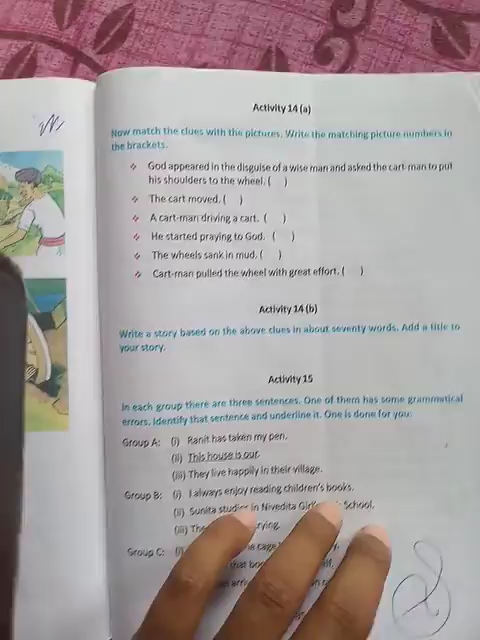 Activity 14 (a)
Now match the clues with the pictures. Write the matching picture numbers in
the brackets.
God appeared in the disguise of a wise man and asked the cart-man to put
his shoulders to the wheel. ( )
The cart moved. ( )
A cart-man driving a cart. ( )
He started praying to God. ( )
The wheels sank in mud. ( )
Cart-man pulled the wheel with great effort. ( )
Activity 14 (b)
Write a story based on the above clues in about seventy words. Add a title to
your story.
Activity 15
In each group there are three sentences. One of them has some grammatical
errors. Identify that sentence and underline it. One is done for you:
Group A: (i) Ranit has taken my pen.
(ii) This house is our.
(iii) They live happily in their village.
Group B: (i) I always enjoy reading children's books.
(ii) Sunita studies in Nivedita School.
(iii)
Group C: (i) cage
that